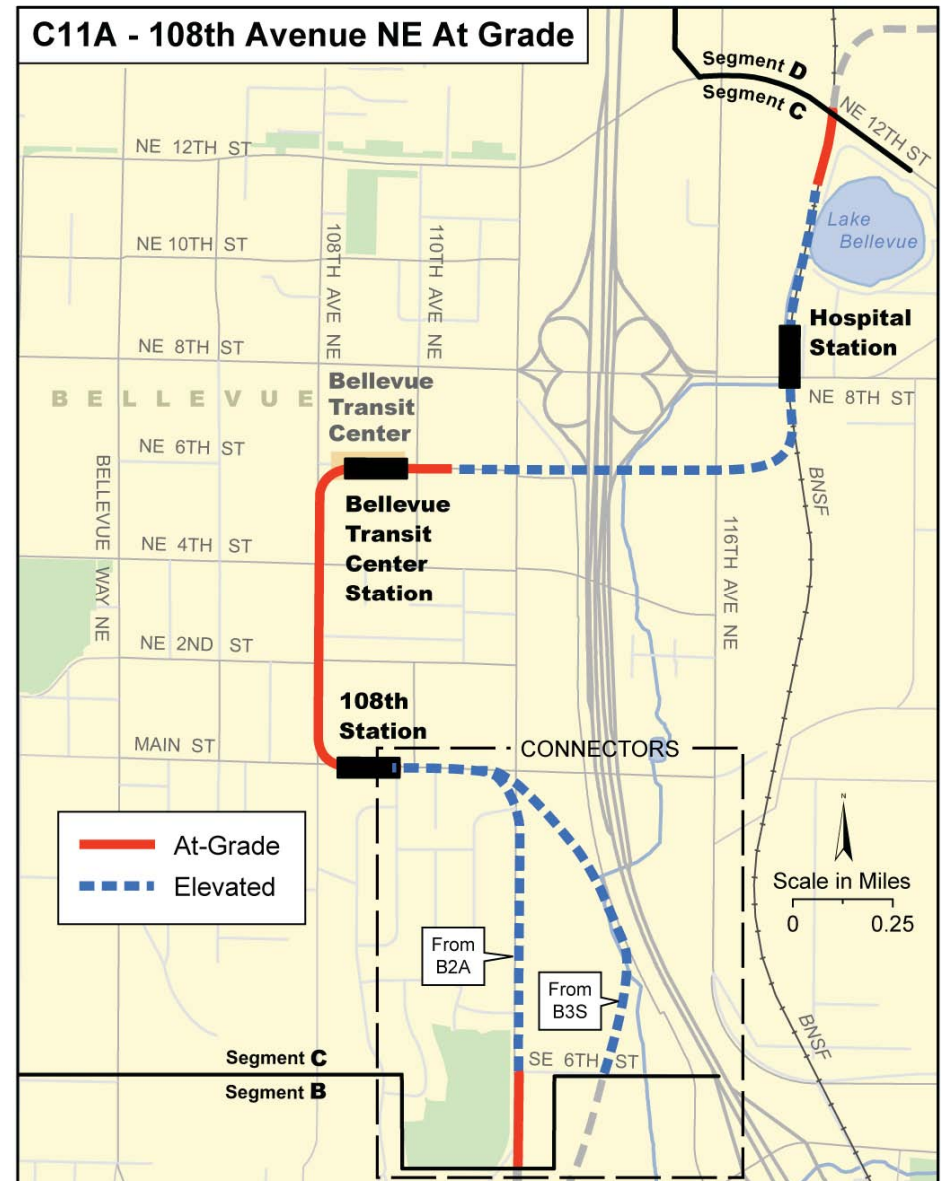 C11A - 108th Avenue NE At Grade
Segment D
Segment C
NE 12TH ST
NE 12TH ST
Lake
Bellevue
NE 10TH ST
108TH AVE NE
110TH AVE NE
Hospital
Station
NE 8TH ST
NE 8TH ST
BELLEVUE
Bellevue
Transit
Center
NE 6TH ST
BELLEVUE WAY NE
BNSF
Bellevue
Transit
Center
Station
NE 4TH ST
116TH AVE NE
NE 2ND ST
108th
Station
MAIN ST
CONNECTORS
At-Grade
Elevated
N
Scale in Miles
0 0.25
From
B2A
From
B3S
BNSF
SE 6TH ST
Segment C
Segment B